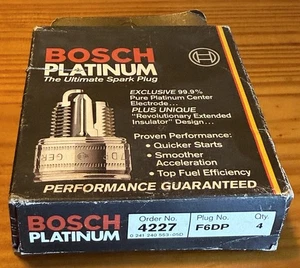 BOSCH
PLATINUM
The Ultimate Spark Plug
EXCLUSIVE 99.9%
Pure Platinum Center
Electrode...
PLUS UNIQUE
"Revolutionary Extended
Insulator" Design...
Proven Performance:
• Quicker Starts
• Smoother
Acceleration
• Top Fuel Efficiency
PERFORMANCE GUARANTEED
BOSCH
PLATINUM
Order No. Plug No. Qty.
4227 F6DP 4